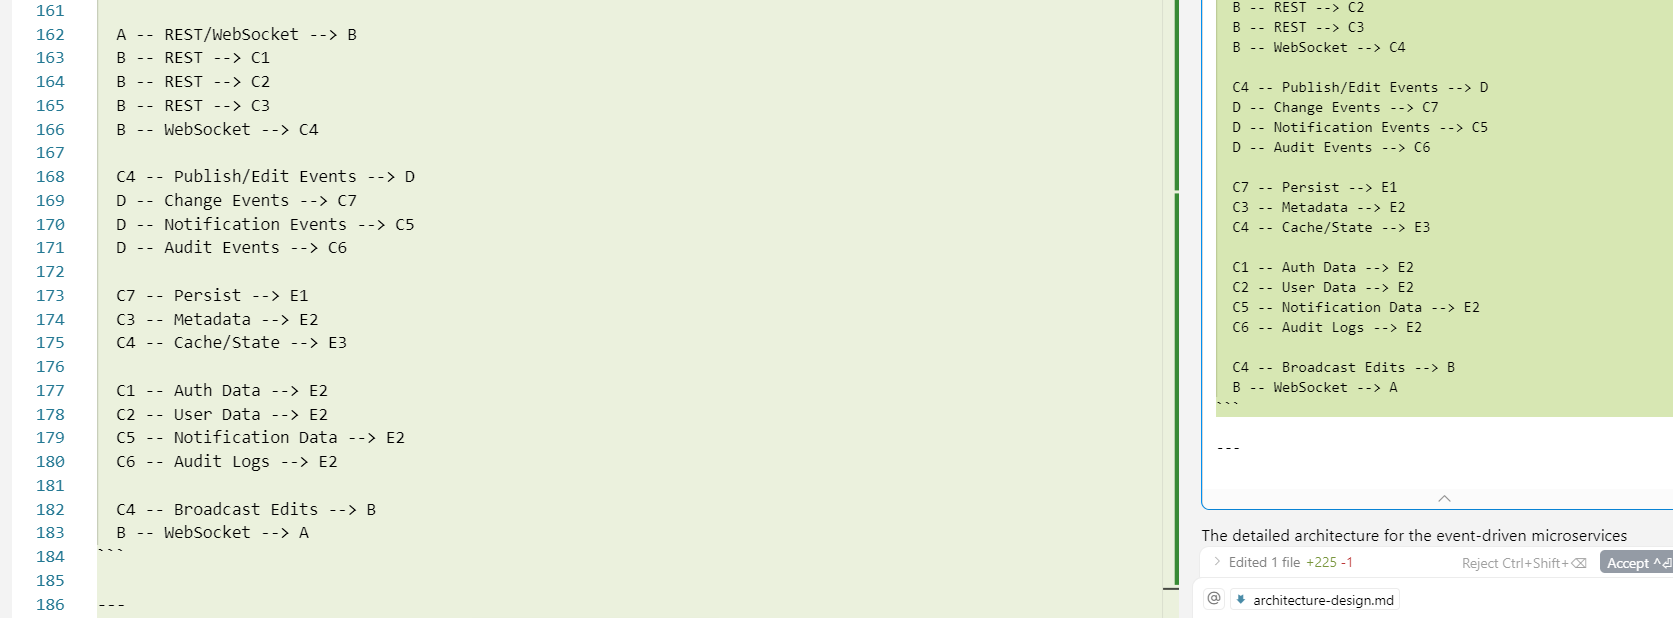 161
162 A -- REST/WebSocket --> B
163 B -- REST --> C1
164 B -- REST --> C2
165 B -- REST --> C3
166 B -- WebSocket --> C4
167
168 C4 -- Publish/Edit Events --> D
169 D -- Change Events --> C7
170 D -- Notification Events --> C5
171 D -- Audit Events --> C6
172
173 C7 -- Persist --> E1
174 C3 -- Metadata --> E2
175 C4 -- Cache/State --> E3
176
177 C1 -- Auth Data --> E2
178 C2 -- User Data --> E2
179 C5 -- Notification Data --> E2
180 C6 -- Audit Logs --> E2
181
182 C4 -- Broadcast Edits --> B
183 B -- WebSocket --> A
184 ```
185
186 ---
B -- REST --> C2
B -- REST --> C3
B -- WebSocket --> C4
C4 -- Publish/Edit Events --> D
D -- Change Events --> C7
D -- Notification Events --> C5
D -- Audit Events --> C6
C7 -- Persist --> E1
C3 -- Metadata --> E2
C4 -- Cache/State --> E3
C1 -- Auth Data --> E2
C2 -- User Data --> E2
C5 -- Notification Data --> E2
C6 -- Audit Logs --> E2
C4 -- Broadcast Edits --> B
B -- WebSocket --> A
```
---
The detailed architecture for the event-driven microservices
Edited 1 file +225 -1 Reject Ctrl+Shift+⌫ Accept ^⏎
@ architecture-design.md